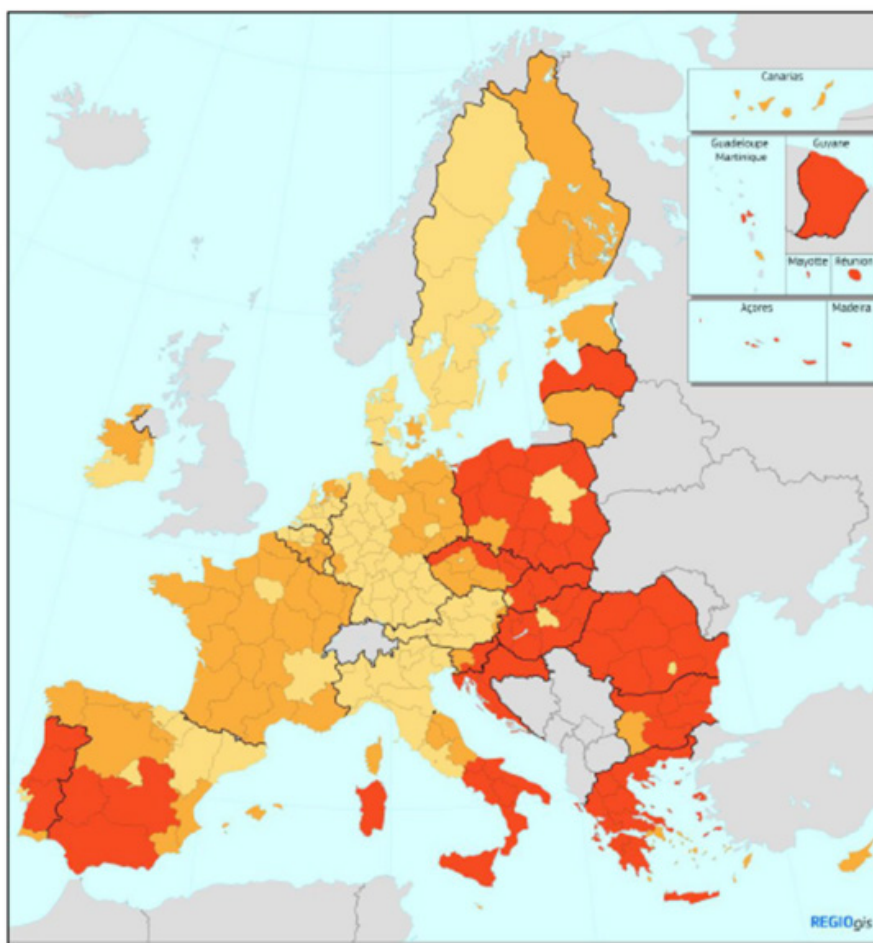 Canarias
Guadeloupe
Martinique
Guyane
Mayotte
Réunion
Açores
Madeira
REGIOgis